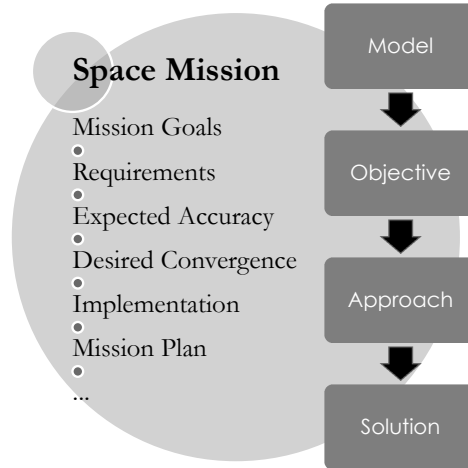 Space Mission
Mission Goals
Requirements
Expected Accuracy
Desired Convergence
Implementation
Mission Plan
...
Model
Objective
Approach
Solution